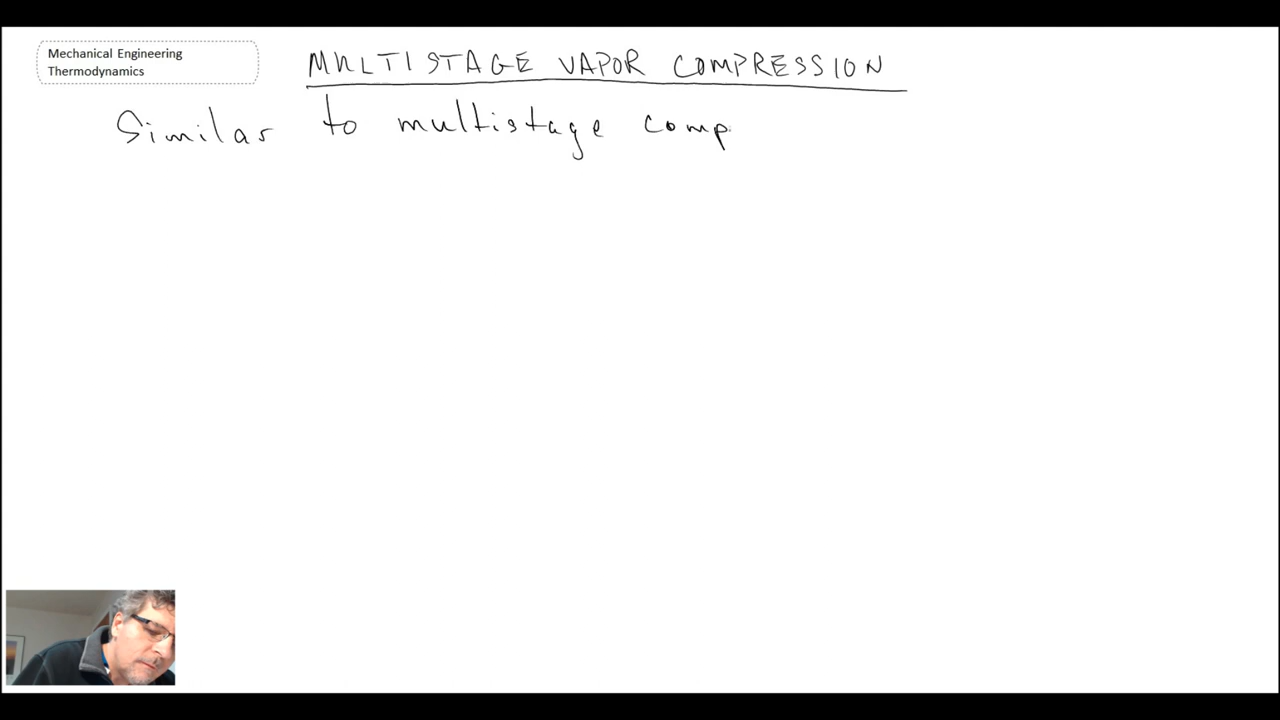 Mechanical Engineering
Thermodynamics
MULTISTAGE VAPOR COMPRESSION
Similar to multistage comp